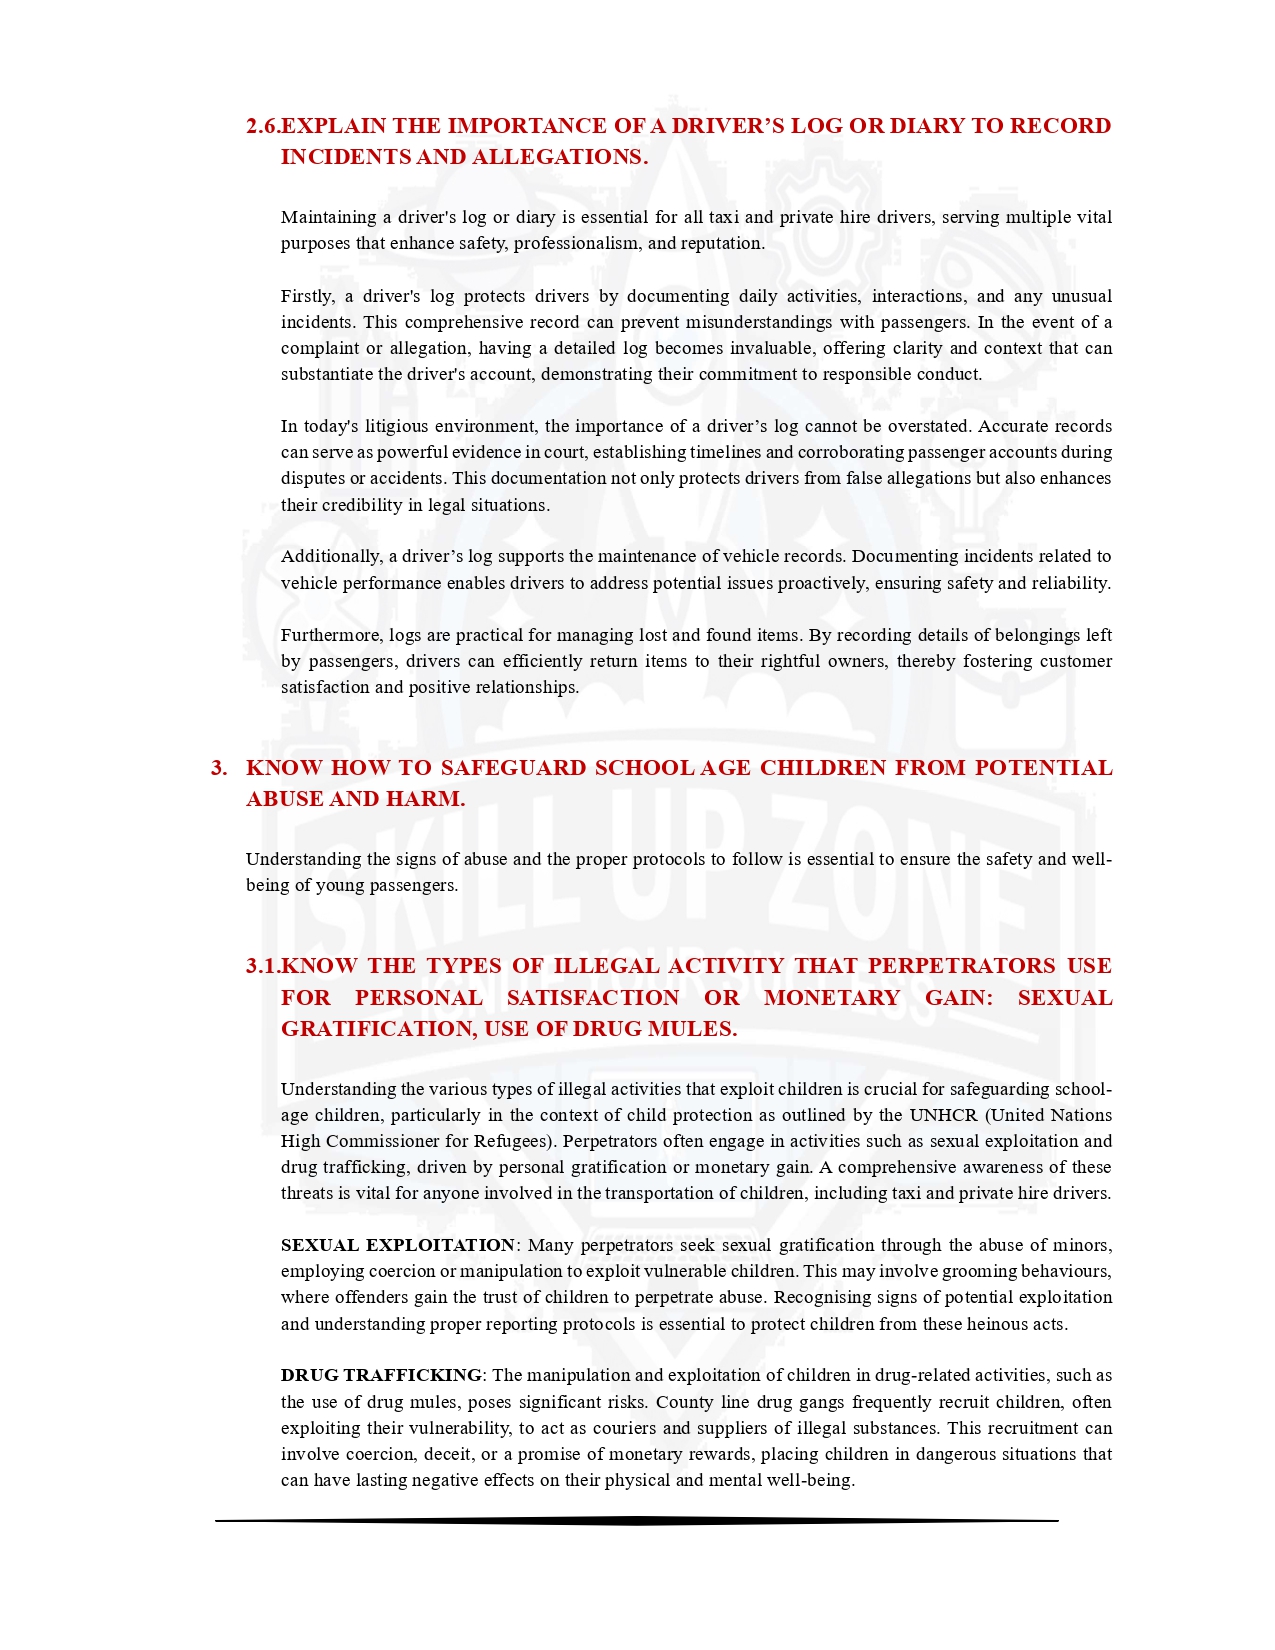 2.6.EXPLAIN THE IMPORTANCE OF A DRIVER’S LOG OR DIARY TO RECORD
INCIDENTS AND ALLEGATIONS.
Maintaining a driver's log or diary is essential for all taxi and private hire drivers, serving multiple vital
purposes that enhance safety, professionalism, and reputation.
Firstly, a driver's log protects drivers by documenting daily activities, interactions, and any unusual
incidents. This comprehensive record can prevent misunderstandings with passengers. In the event of a
complaint or allegation, having a detailed log becomes invaluable, offering clarity and context that can
substantiate the driver's account, demonstrating their commitment to responsible conduct.
In today's litigious environment, the importance of a driver’s log cannot be overstated. Accurate records
can serve as powerful evidence in court, establishing timelines and corroborating passenger accounts during
disputes or accidents. This documentation not only protects drivers from false allegations but also enhances
their credibility in legal situations.
Additionally, a driver’s log supports the maintenance of vehicle records. Documenting incidents related to
vehicle performance enables drivers to address potential issues proactively, ensuring safety and reliability.
Furthermore, logs are practical for managing lost and found items. By recording details of belongings left
by passengers, drivers can efficiently return items to their rightful owners, thereby fostering customer
satisfaction and positive relationships.
3. KNOW HOW TO SAFEGUARD SCHOOL AGE CHILDREN FROM POTENTIAL
ABUSE AND HARM.
Understanding the signs of abuse and the proper protocols to follow is essential to ensure the safety and well-
being of young passengers.
SKILL UP ZONE
3.1.KNOW THE TYPES OF ILLEGAL ACTIVITY THAT PERPETRATORS USE
FOR PERSONAL SATISFACTION OR MONETARY GAIN: SEXUAL
GRATIFICATION, USE OF DRUG MULES.
IGNITE YOUR SUCCESS
Understanding the various types of illegal activities that exploit children is crucial for safeguarding school-
age children, particularly in the context of child protection as outlined by the UNHCR (United Nations
High Commissioner for Refugees). Perpetrators often engage in activities such as sexual exploitation and
drug trafficking, driven by personal gratification or monetary gain. A comprehensive awareness of these
threats is vital for anyone involved in the transportation of children, including taxi and private hire drivers.
SEXUAL EXPLOITATION: Many perpetrators seek sexual gratification through the abuse of minors,
employing coercion or manipulation to exploit vulnerable children. This may involve grooming behaviours,
where offenders gain the trust of children to perpetrate abuse. Recognising signs of potential exploitation
and understanding proper reporting protocols is essential to protect children from these heinous acts.
DRUG TRAFFICKING: The manipulation and exploitation of children in drug-related activities, such as
the use of drug mules, poses significant risks. County line drug gangs frequently recruit children, often
exploiting their vulnerability, to act as couriers and suppliers of illegal substances. This recruitment can
involve coercion, deceit, or a promise of monetary rewards, placing children in dangerous situations that
can have lasting negative effects on their physical and mental well-being.